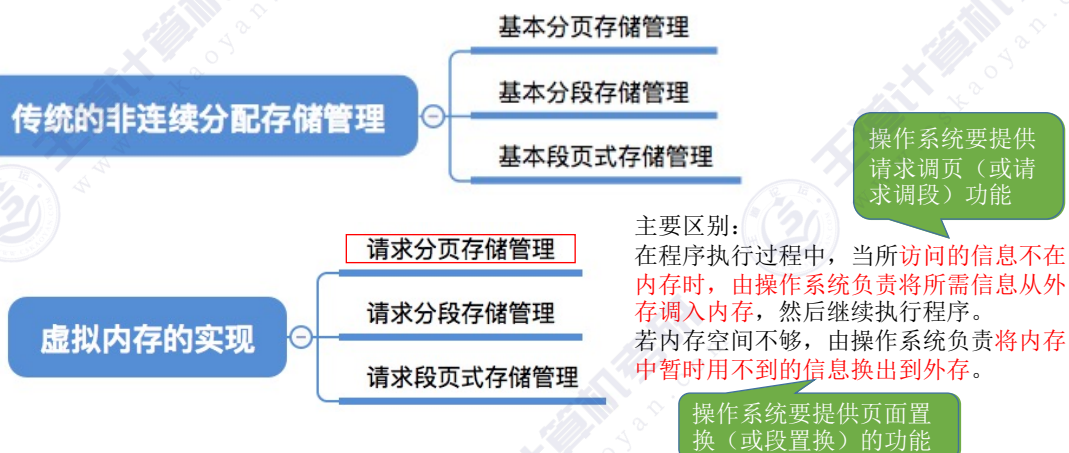 传统的非连续分配存储管理
基本分页存储管理
基本分段存储管理
基本段页式存储管理
虚拟内存的实现
请求分页存储管理
请求分段存储管理
请求段页式存储管理
操作系统要提供
请求调页（或请
求调段）功能
主要区别：
在程序执行过程中，当所访问的信息不在
内存时，由操作系统负责将所需信息从外
存调入内存，然后继续执行程序。
若内存空间不够，由操作系统负责将内存
中暂时用不到的信息换出到外存。
操作系统要提供页面置
换（或段置换）的功能